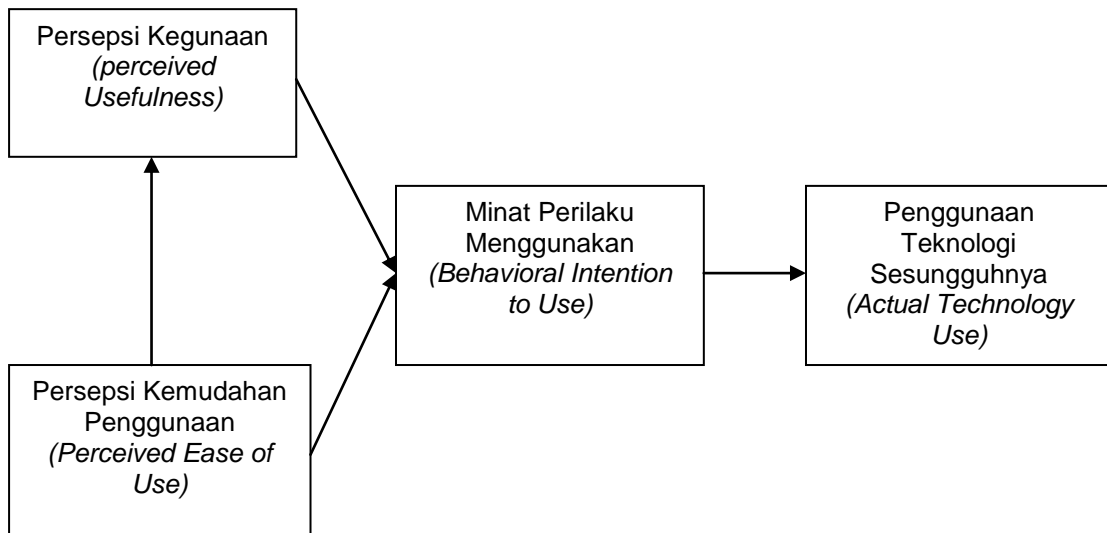 Persepsi Kegunaan
(perceived
Usefulness)
Minat Perilaku
Menggunakan
(Behavioral Intention
to Use)
Penggunaan
Teknologi
Sesungguhnya
(Actual Technology
Use)
Persepsi Kemudahan
Penggunaan
(Perceived Ease of
Use)